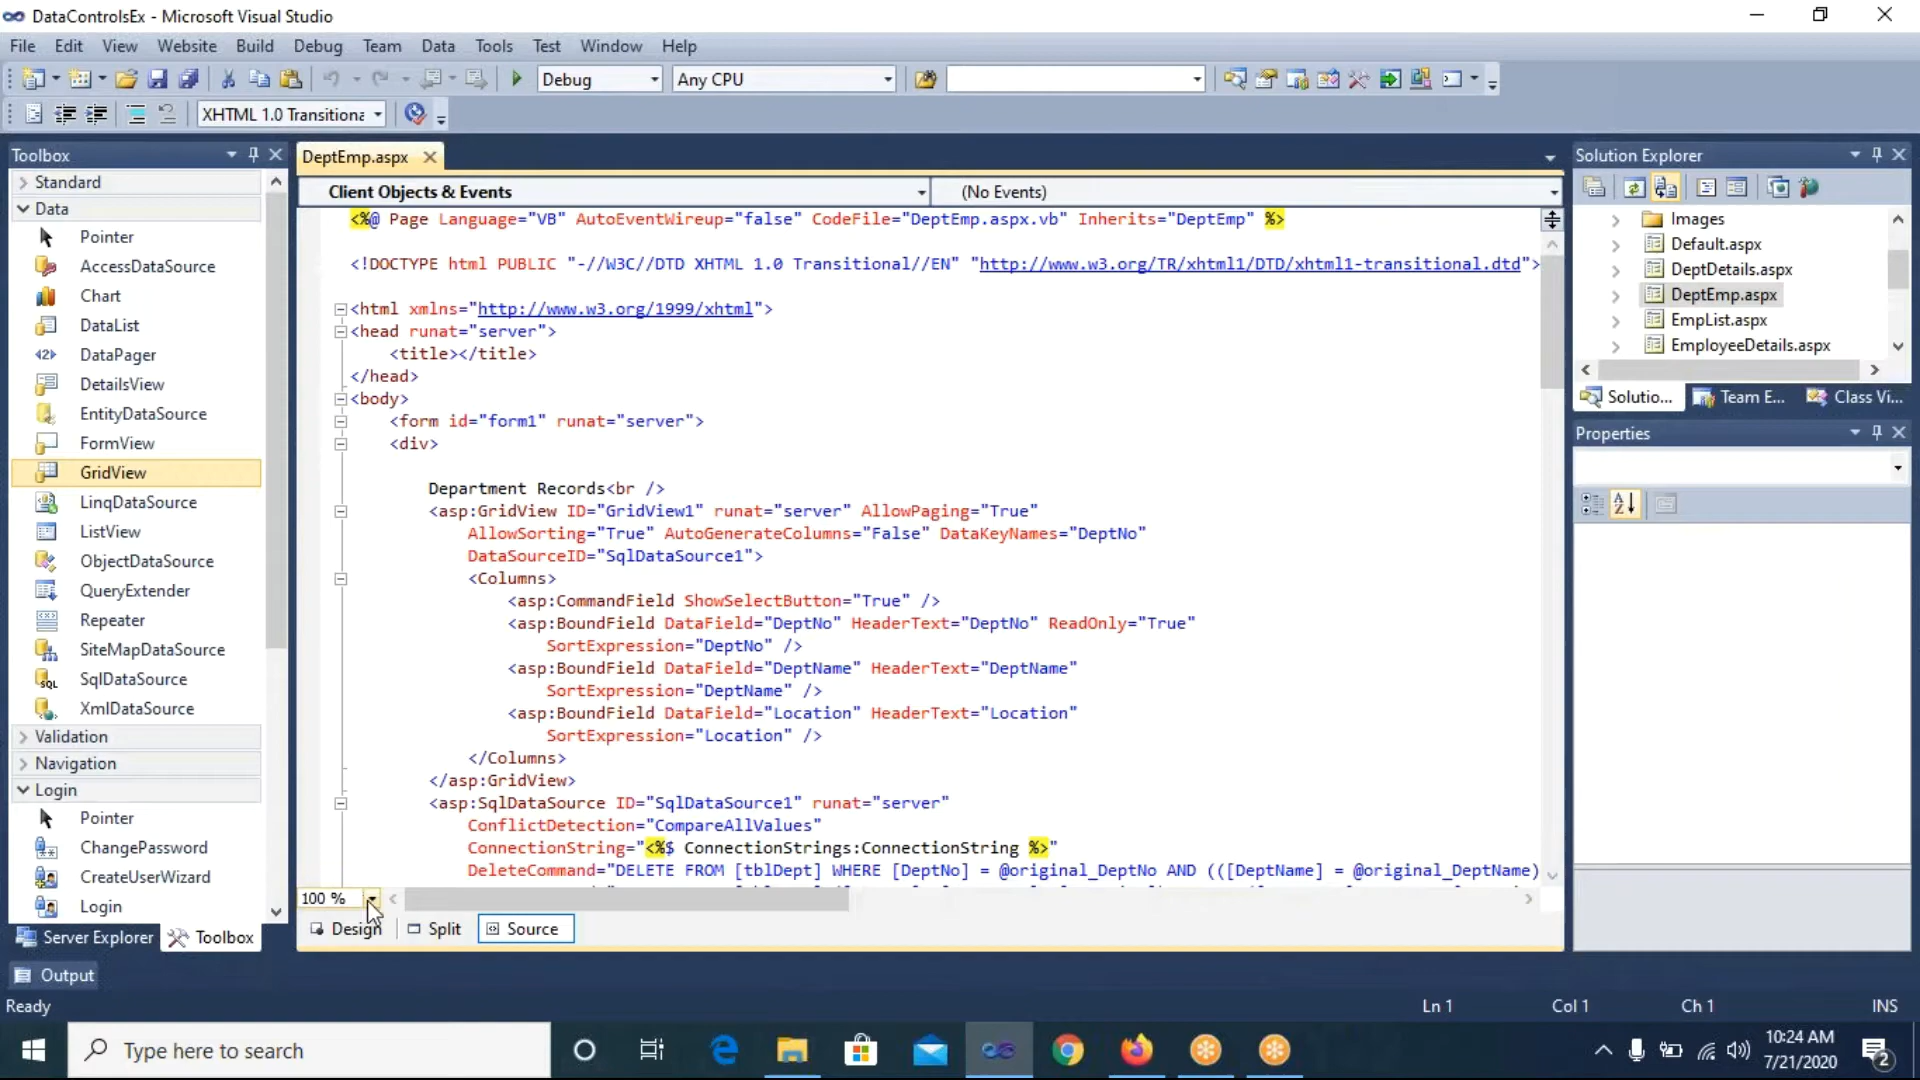 DataControlsEx - Microsoft Visual Studio
File Edit View Website Build Debug Team Data Tools Test Window Help
Debug Any CPU
XHTML 1.0 Transitiona
Toolbox
Standard
Data
Pointer
AccessDataSource
Chart
DataList
DataPager
DetailsView
EntityDataSource
FormView
GridView
LinqDataSource
ListView
ObjectDataSource
QueryExtender
Repeater
SiteMapDataSource
SqlDataSource
XmlDataSource
Validation
Navigation
Login
Pointer
ChangePassword
CreateUserWizard
Login
Server Explorer Toolbox
DeptEmp.aspx
Client Objects & Events (No Events)
<%@ Page Language="VB" AutoEventWireup="false" CodeFile="DeptEmp.aspx.vb" Inherits="DeptEmp" %>
<!DOCTYPE html PUBLIC "-//W3C//DTD XHTML 1.0 Transitional//EN" "http://www.w3.org/TR/xhtml1/DTD/xhtml1-transitional.dtd">
<html xmlns="http://www.w3.org/1999/xhtml">
<head runat="server">
<title></title>
</head>
<body>
<form id="form1" runat="server">
<div>
Department Records<br />
<asp:GridView ID="GridView1" runat="server" AllowPaging="True"
AllowSorting="True" AutoGenerateColumns="False" DataKeyNames="DeptNo"
DataSourceID="SqlDataSource1">
<Columns>
<asp:CommandField ShowSelectButton="True" />
<asp:BoundField DataField="DeptNo" HeaderText="DeptNo" ReadOnly="True"
SortExpression="DeptNo" />
<asp:BoundField DataField="DeptName" HeaderText="DeptName"
SortExpression="DeptName" />
<asp:BoundField DataField="Location" HeaderText="Location"
SortExpression="Location" />
</Columns>
</asp:GridView>
<asp:SqlDataSource ID="SqlDataSource1" runat="server"
ConflictDetection="CompareAllValues"
ConnectionString="<%$ ConnectionStrings:ConnectionString %>"
DeleteCommand="DELETE FROM [tblDept] WHERE [DeptNo] = @original_DeptNo AND (([DeptName] = @original_DeptName)
100 %
Design Split Source
Solution Explorer
Images
Default.aspx
DeptDetails.aspx
DeptEmp.aspx
EmpList.aspx
EmployeeDetails.aspx
Solutio... Team E... Class Vi...
Properties
Output
Ready Ln 1 Col 1 Ch 1 INS
Type here to search
10:24 AM
7/21/2020
2